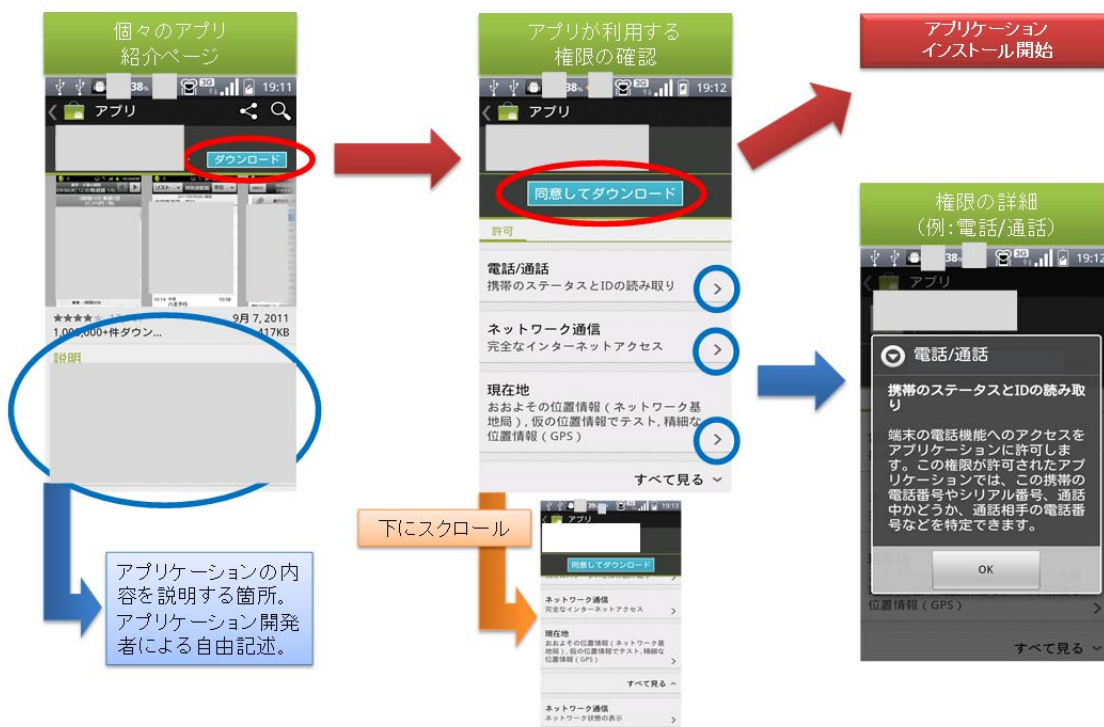 個々のアプリ
紹介ページ
38%
3G
19:11
アプリ
ダウンロード
★★★★
9月 7, 2011
1,000,000+件ダウン...
417KB
説明
アプリケーションの内
容を説明する箇所。
アプリケーション開発
者による自由記述。
アプリが利用する
権限の確認
38%
3G
19:12
アプリ
同意してダウンロード
許可
電話/通話
携帯のステータスとIDの読み取り
ネットワーク通信
完全なインターネットアクセス
現在地
おおよその位置情報 ( ネットワーク基
地局 ) , 仮の位置情報でテスト, 精細な
位置情報 ( GPS )
すべて見る
下にスクロール
19:13
アプリ
同意してダウンロード
ネットワーク通信
完全なインターネットアクセス
現在地
おおよその位置情報 ( ネットワーク基
地局 ) , 仮の位置情報でテスト, 精細な
位置情報 ( GPS )
すべて見る
ネットワーク通信
ネットワーク状態の表示
アプリケーション
インストール開始
権限の詳細
（例：電話/通話）
38%
3G
19:12
アプリ
電話/通話
携帯のステータスとIDの読み取
り
端末の電話機能へのアクセスを
アプリケーションに許可しま
す。この権限が許可されたアプ
リケーションでは、この携帯の
電話番号やシリアル番号、通話
中かどうか、通話相手の電話番
号などを特定できます。
OK
位置情報 ( GPS )
すべて見る